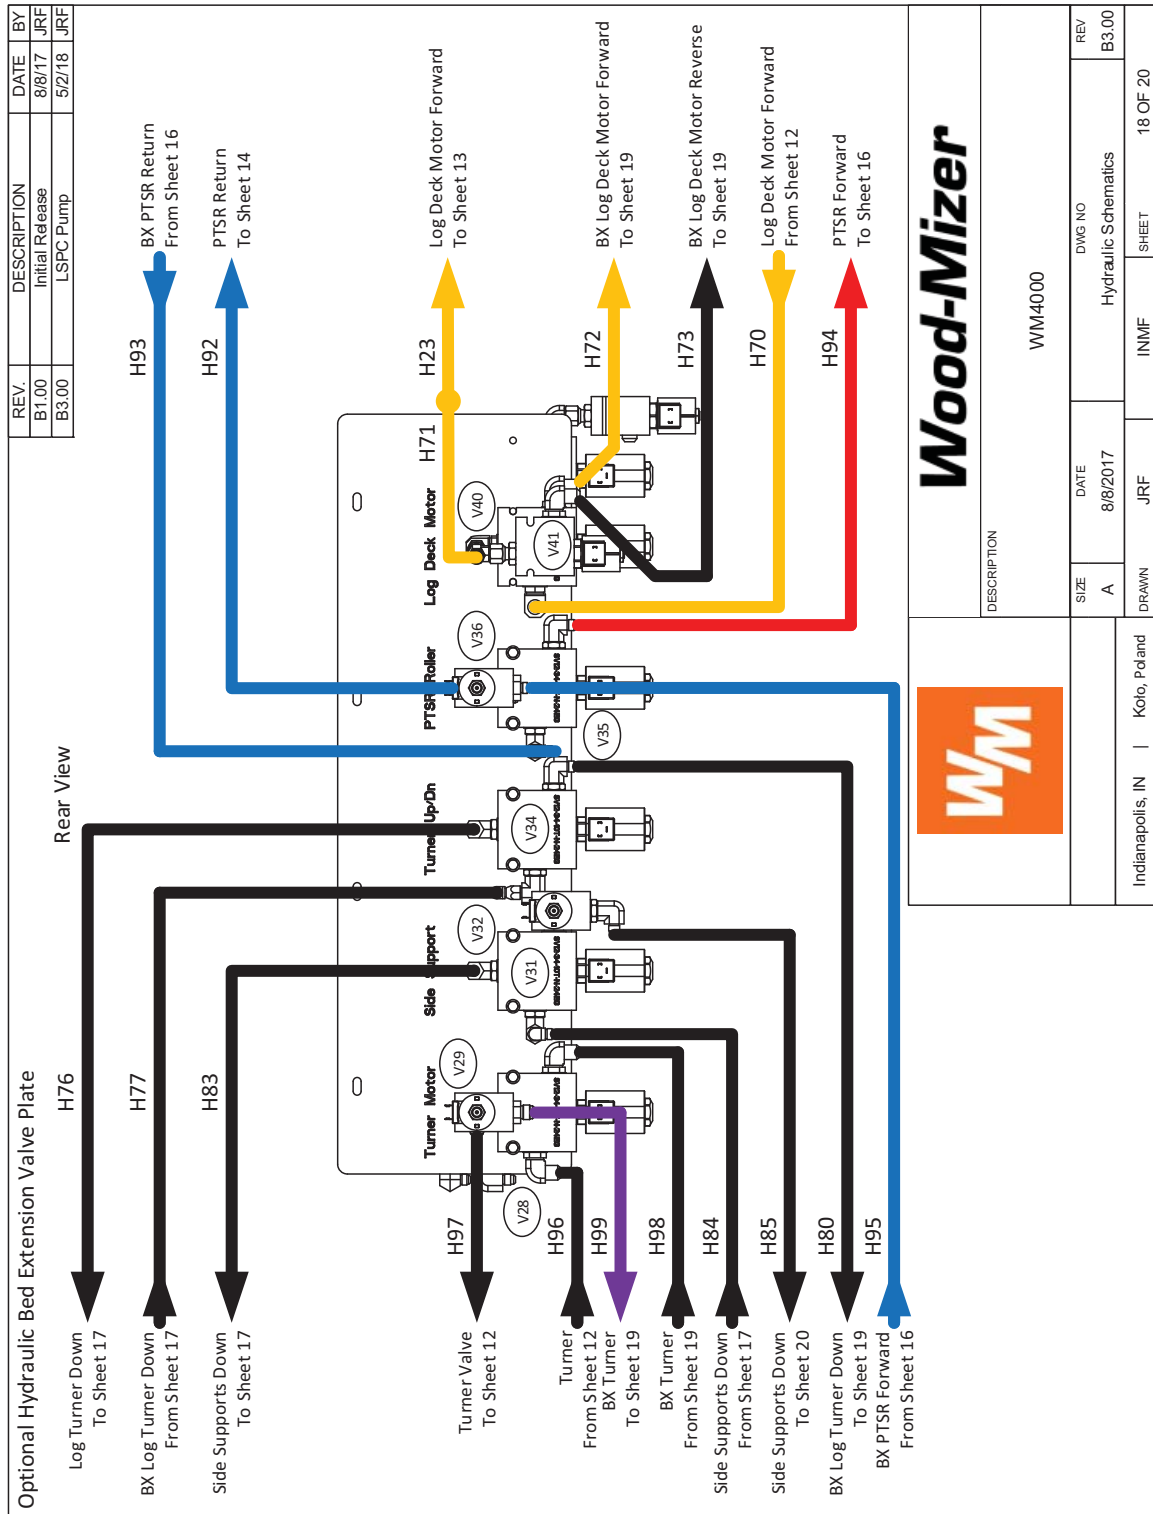 Optional Hydraulic Bed Extension Valve Plate
Rear View
REV.
DESCRIPTION
DATE
BY
B1.00
Initial Release
8/8/17
JRF
B3.00
LSPC Pump
5/2/18
JRF
Log Turner Down
To Sheet 17
H76
BX Log Turner Down
From Sheet 17
H77
Side Supports Down
To Sheet 17
H83
Turner Valve
To Sheet 12
H97
Turner
From Sheet 12
H96
BX Turner
To Sheet 19
H99
BX Turner
From Sheet 19
H98
Side Supports Down
From Sheet 17
H84
Side Supports Down
To Sheet 20
H85
BX Log Turner Down
To Sheet 19
H80
BX PTSR Forward
From Sheet 16
H95
Turner Motor
Side Support
Turner Up/Dn
PTSR Roller
Log Deck Motor
V28
V29
V31
V32
V34
V35
V36
V40
V41
H93
BX PTSR Return
From Sheet 16
H92
PTSR Return
To Sheet 14
H71
H23
Log Deck Motor Forward
To Sheet 13
H72
BX Log Deck Motor Forward
To Sheet 19
H73
BX Log Deck Motor Reverse
To Sheet 19
H70
Log Deck Motor Forward
From Sheet 12
H94
PTSR Forward
To Sheet 16
WM
Wood-Mizer
Indianapolis, IN | Koło, Poland
DESCRIPTION
WM4000
SIZE
A
DATE
8/8/2017
DWG NO
Hydraulic Schematics
REV
B3.00
DRAWN
JRF
INMF
SHEET
18 OF 20